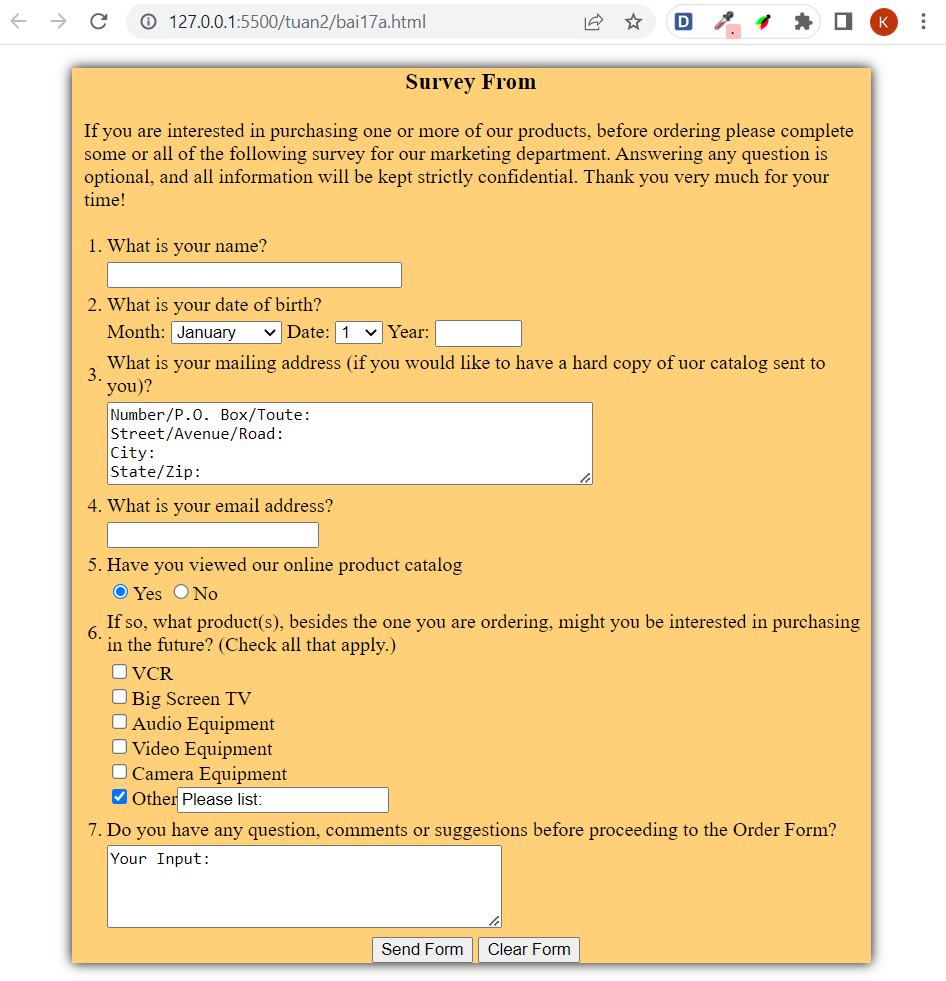 127.0.0.1:5500/tuan2/bai17a.html
D
.
K
Survey From
If you are interested in purchasing one or more of our products, before ordering please complete
some or all of the following survey for our marketing department. Answering any question is
optional, and all information will be kept strictly confidential. Thank you very much for your
time!
1. What is your name?
2. What is your date of birth?
Month: January Date: 1 Year:
3. What is your mailing address (if you would like to have a hard copy of uor catalog sent to
you)?
Number/P.O. Box/Toute:
Street/Avenue/Road:
City:
State/Zip:
4. What is your email address?
5. Have you viewed our online product catalog
Yes No
6. If so, what product(s), besides the one you are ordering, might you be interested in purchasing
in the future? (Check all that apply.)
VCR
Big Screen TV
Audio Equipment
Video Equipment
Camera Equipment
Other Please list:
7. Do you have any question, comments or suggestions before proceeding to the Order Form?
Your Input:
Send Form Clear Form